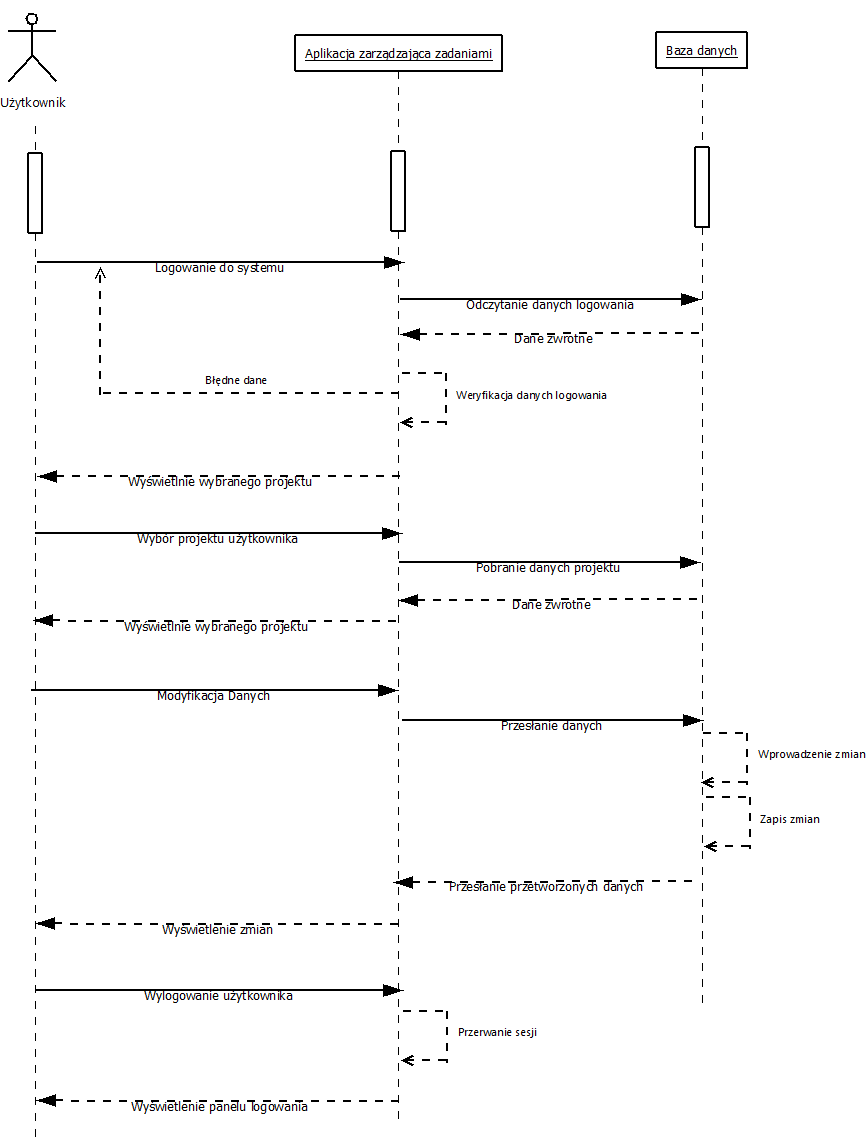 Użytkownik
Aplikacja zarządzająca zadaniami
Baza danych
Logowanie do systemu
Odczytanie danych logowania
Dane zwrotne
Błędne dane
Weryfikacja danych logowania
Wyświetlnie wybranego projektu
Wybór projektu użytkownika
Pobranie danych projektu
Dane zwrotne
Wyświetlnie wybranego projektu
Modyfikacja Danych
Przesłanie danych
Wprowadzenie zmian
Zapis zmian
Przesłanie przetworzonych danych
Wyświetlenie zmian
Wylogowanie użytkownika
Przerwanie sesji
Wyświetlenie panelu logowania